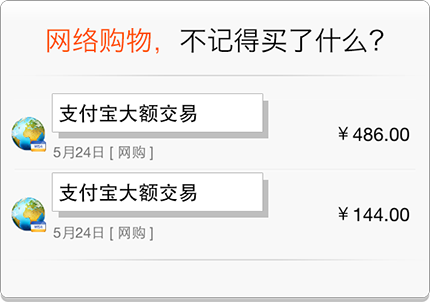 网络购物，不记得买了什么？
支付宝大额交易
￥486.00
5月24日 [ 网购 ]
支付宝大额交易
￥144.00
5月24日 [ 网购 ]